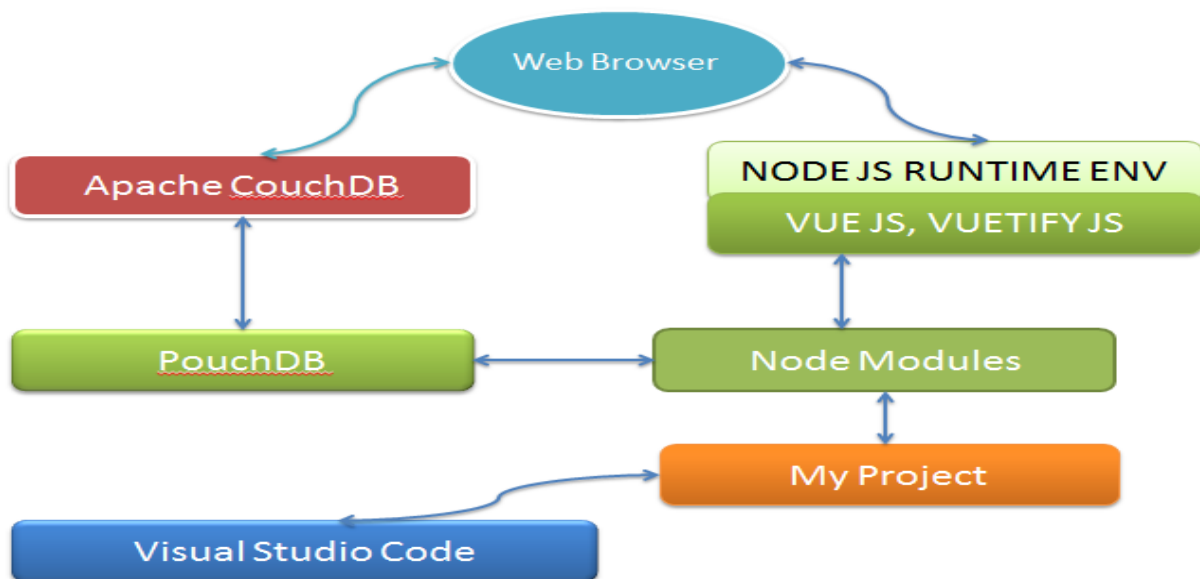 Web Browser
Apache CouchDB
NODE JS RUNTIME ENV
VUE JS, VUETIFY JS
PouchDB
Node Modules
My Project
Visual Studio Code